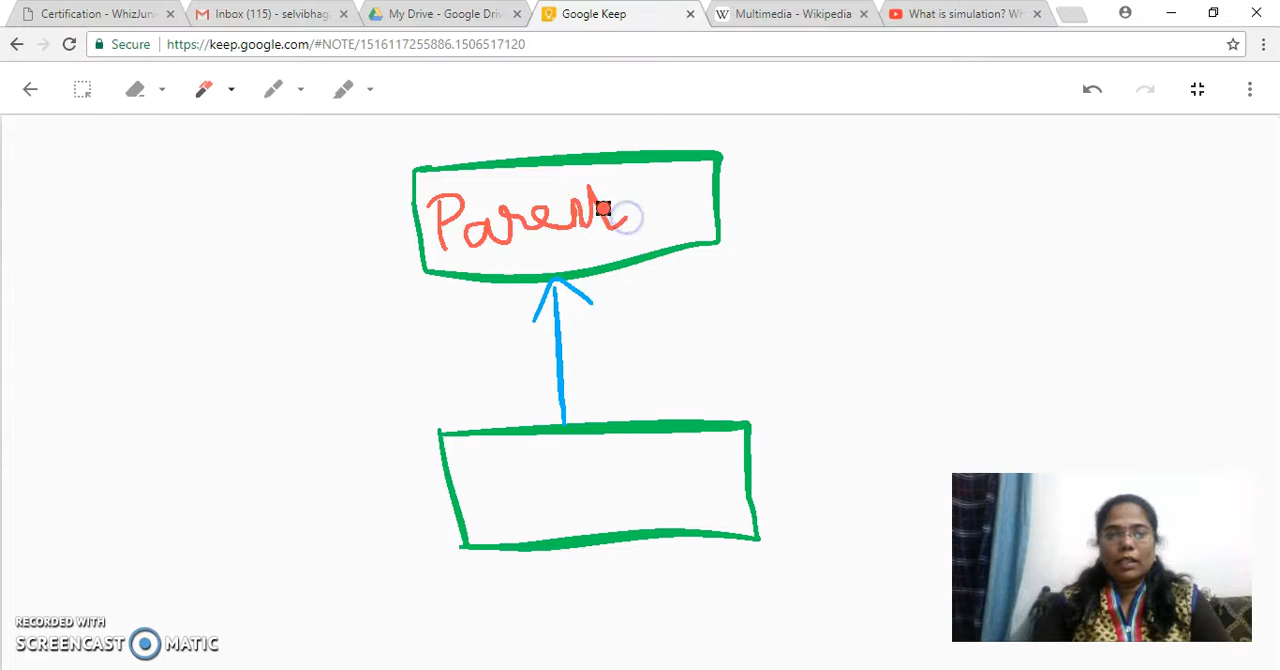 Certification - WhizJunio
Inbox (115) - selvibhag
My Drive - Google Driv
Google Keep
Multimedia - Wikipedia
What is simulation? Wh
Secure
https://keep.google.com/#NOTE/1516117255886.1506517120
Parent
RECORDED WITH
SCREENCAST MATIC